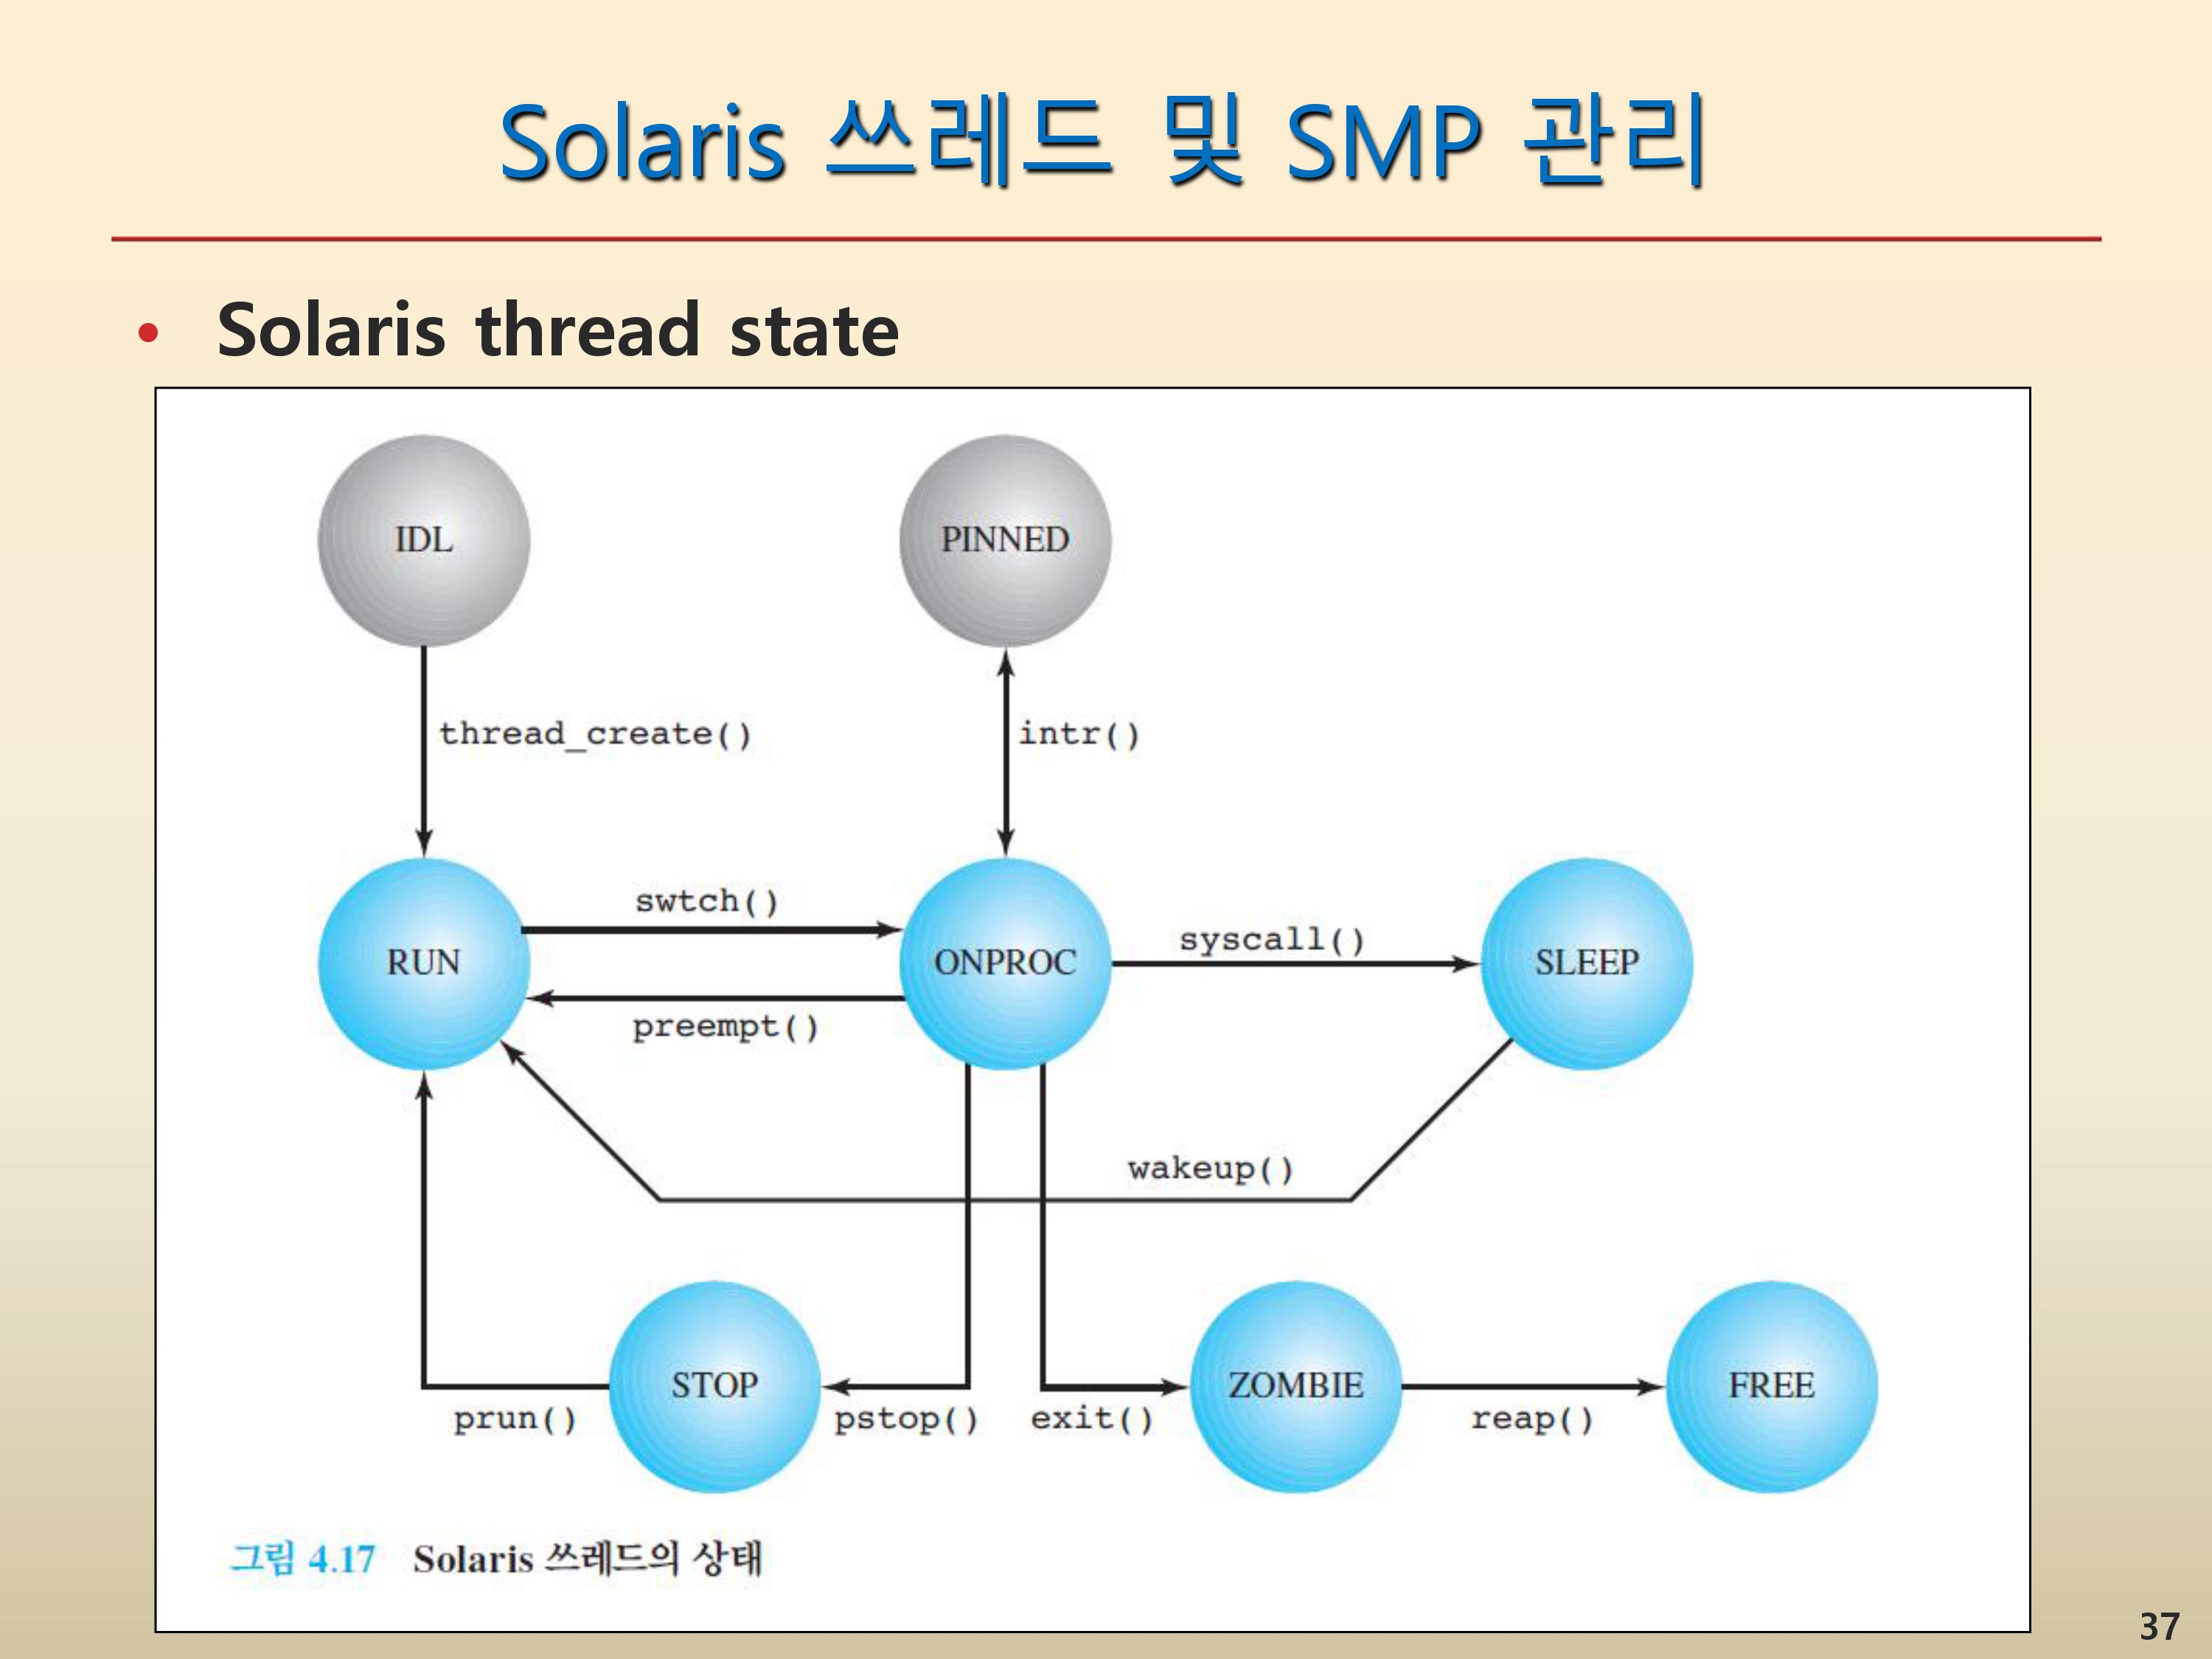 Solaris 쓰레드 및 SMP 관리
• Solaris thread state
IDL
PINNED
thread_create()
intr()
swtch()
syscall()
RUN
ONPROC
SLEEP
preempt()
wakeup()
STOP
ZOMBIE
FREE
prun()
pstop()
exit()
reap()
그림 4.17 Solaris 쓰레드의 상태
37